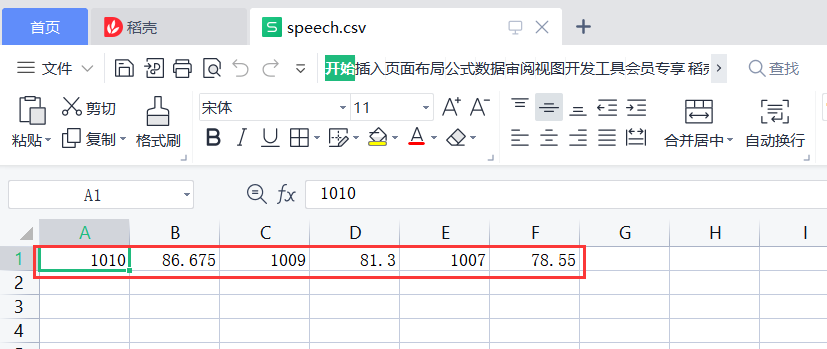 首页 稻壳 S speech.csv
文件 开始 插入 页面布局 公式 数据 审阅 视图 开发工具 会员专享 稻壳 查找
粘贴 剪切 复制 格式刷 宋体 11 A⁺ A⁻ B I U A 合并居中 自动换行
A1 fx 1010
A B C D E F G H I
1 1010 86.675 1009 81.3 1007 78.55
2
3
4